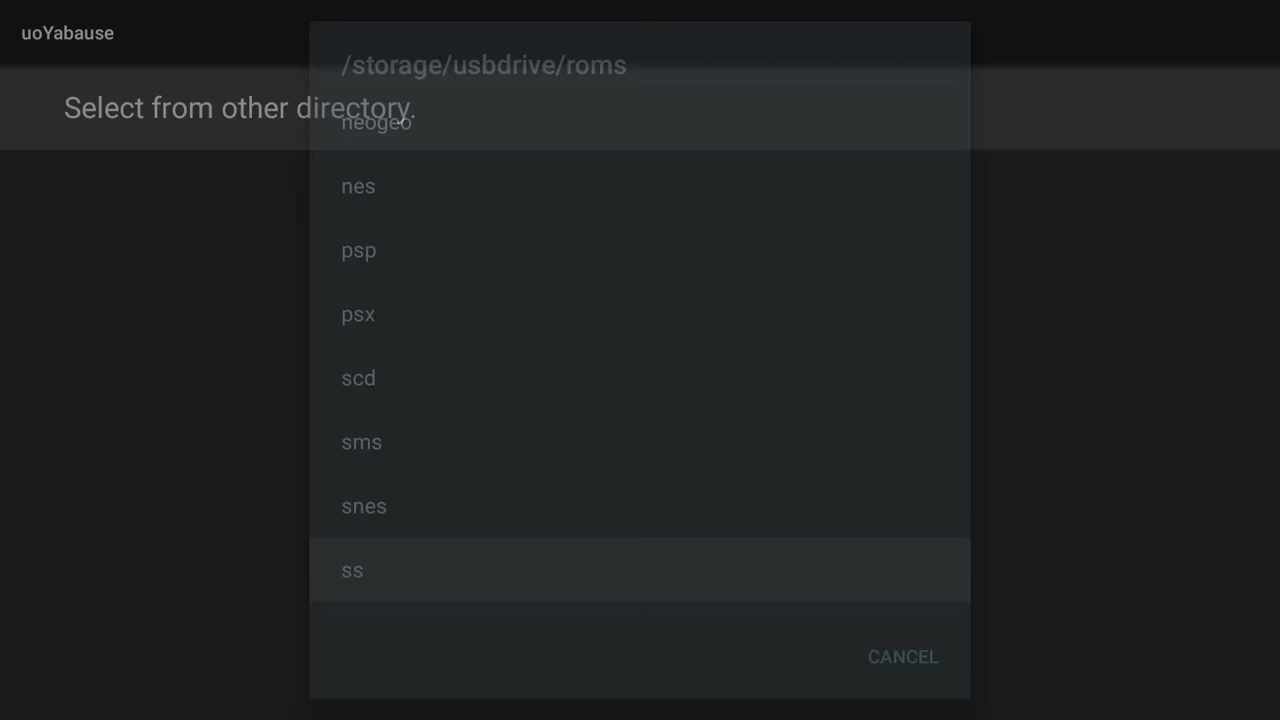 uoYabause
/storage/usbdrive/roms
Select from other directory.
neogeo
nes
psp
psx
scd
sms
snes
ss
CANCEL